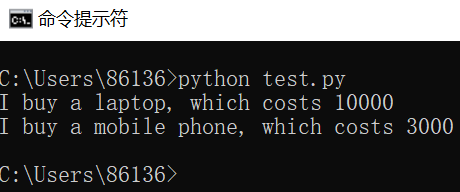 命令提示符
C:\Users\86136>python test.py
I buy a laptop, which costs 10000
I buy a mobile phone, which costs 3000
C:\Users\86136>